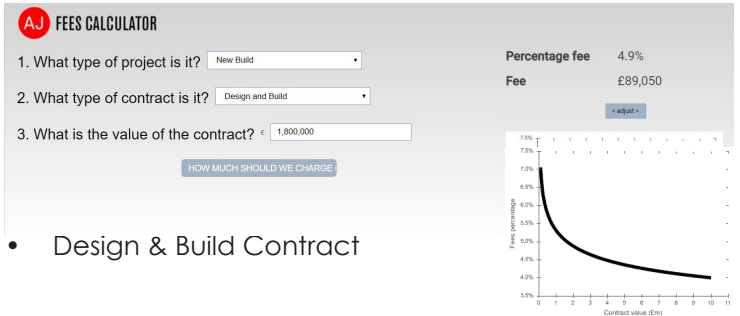 AJ FEES CALCULATOR
1. What type of project is it? New Build
2. What type of contract is it? Design and Build
3. What is the value of the contract? £ 1,800,000
HOW MUCH SHOULD WE CHARGE
Percentage fee 4.9%
Fee £89,050
< adjust >
• Design & Build Contract
7.5%
7.5%
7.0%
6.5%
6.0%
5.5%
5.0%
4.5%
4.0%
3.5%
Fees percentage
0 1 2 3 4 5 6 7 8 9 10 11
Contract value (£m)